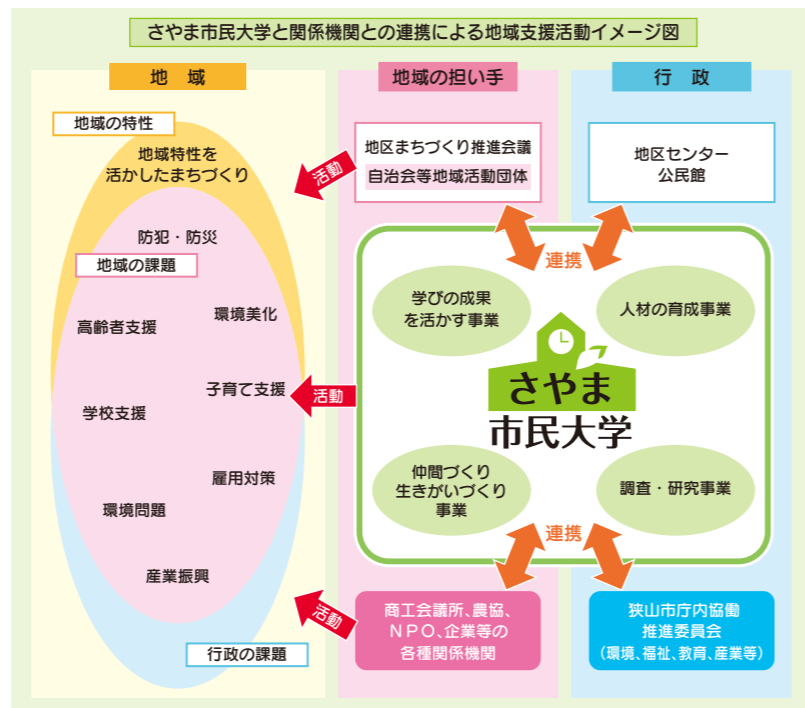 さやま市民大学と関係機関との連携による地域支援活動イメージ図
地域
地域の担い手
行政
地域の特性
地域特性を
活かしたまちづくり
防犯・防災
地域の課題
高齢者支援
環境美化
子育て支援
学校支援
雇用対策
環境問題
産業振興
行政の課題
活動
活動
活動
地区まちづくり推進会議
自治会等地域活動団体
地区センター
公民館
連携
学びの成果
を活かす事業
人材の育成事業
さやま
市民大学
仲間づくり
生きがいづくり
事業
調査・研究事業
連携
商工会議所、農協、
NPO、企業等の
各種関係機関
狭山市庁内協働
推進委員会
(環境、福祉、教育、産業等)